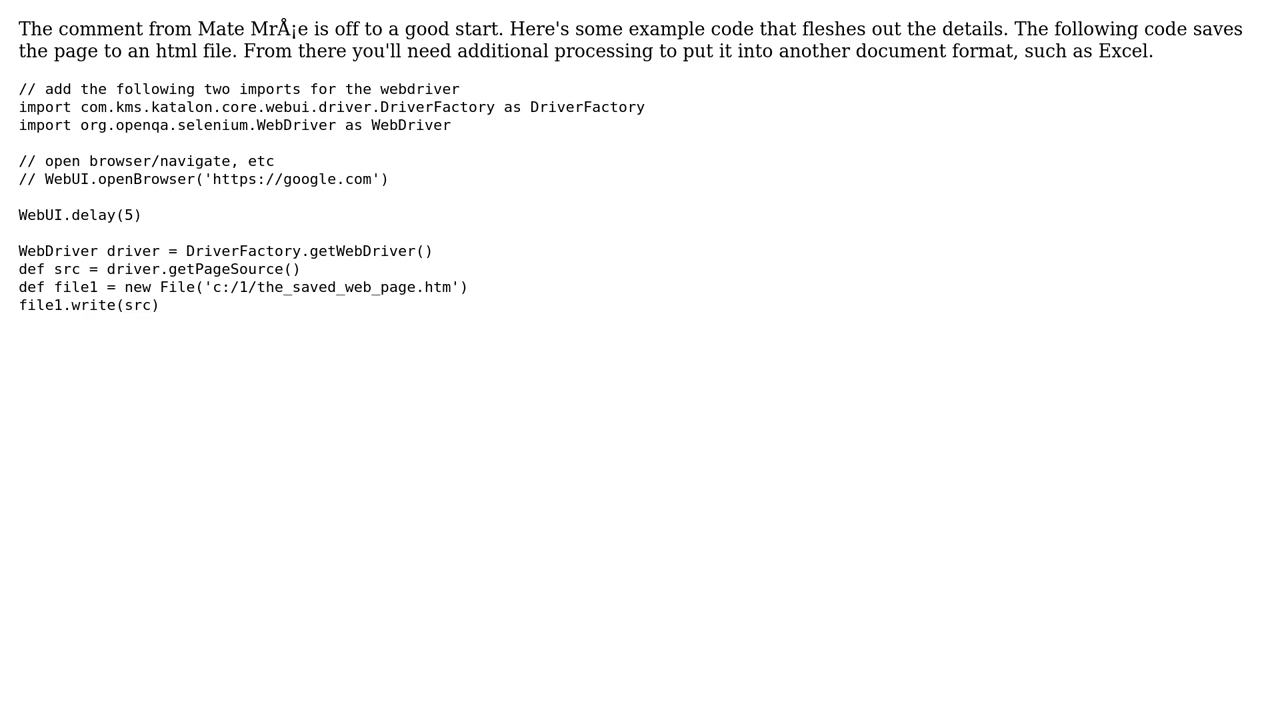 The comment from Mate MrÅ¡e is off to a good start. Here's some example code that fleshes out the details. The following code saves
the page to an html file. From there you'll need additional processing to put it into another document format, such as Excel.
// add the following two imports for the webdriver
import com.kms.katalon.core.webui.driver.DriverFactory as DriverFactory
import org.openqa.selenium.WebDriver as WebDriver
// open browser/navigate, etc
// WebUI.openBrowser('https://google.com')
WebUI.delay(5)
WebDriver driver = DriverFactory.getWebDriver()
def src = driver.getPageSource()
def file1 = new File('c:/1/the_saved_web_page.htm')
file1.write(src)